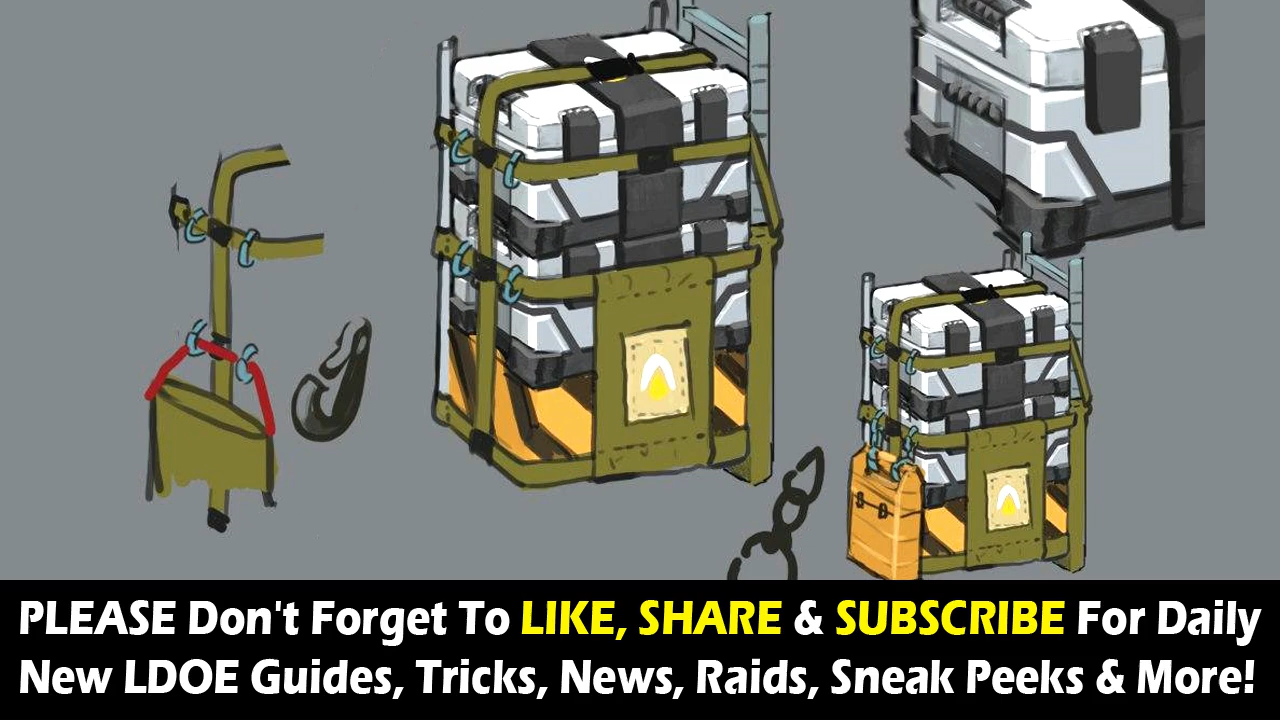 PLEASE Don't Forget To LIKE, SHARE & SUBSCRIBE For Daily
New LDOE Guides, Tricks, News, Raids, Sneak Peeks & More!